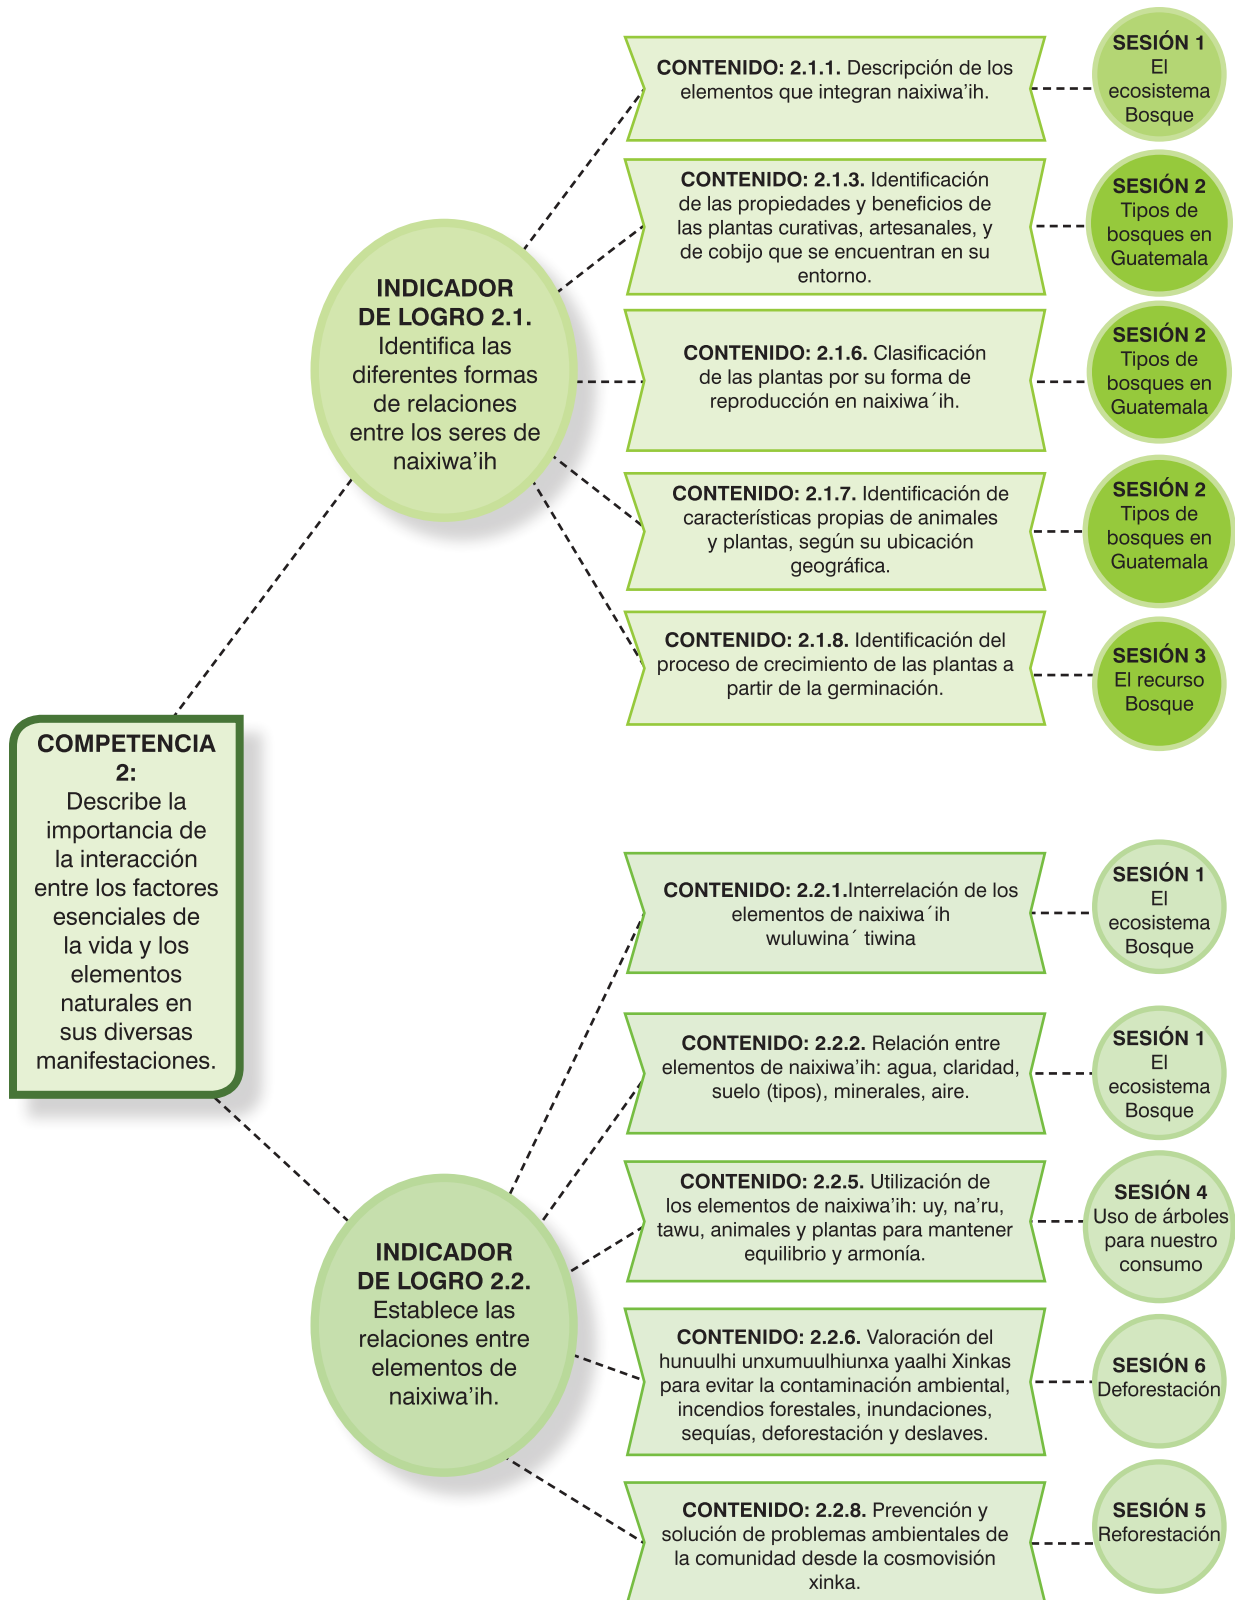 COMPETENCIA
2:
Describe la
importancia de
la interacción
entre los factores
esenciales de
la vida y los
elementos
naturales en
sus diversas
manifestaciones.
INDICADOR
DE LOGRO 2.1.
Identifica las
diferentes formas
de relaciones
entre los seres de
naixiwa’ih
CONTENIDO: 2.1.1. Descripción de los
elementos que integran naixiwa’ih.
SESIÓN 1
El
ecosistema
Bosque
CONTENIDO: 2.1.3. Identificación
de las propiedades y beneficios de
las plantas curativas, artesanales, y
de cobijo que se encuentran en su
entorno.
SESIÓN 2
Tipos de
bosques en
Guatemala
CONTENIDO: 2.1.6. Clasificación
de las plantas por su forma de
reproducción en naixiwa´ih.
SESIÓN 2
Tipos de
bosques en
Guatemala
CONTENIDO: 2.1.7. Identificación de
características propias de animales
y plantas, según su ubicación
geográfica.
SESIÓN 2
Tipos de
bosques en
Guatemala
CONTENIDO: 2.1.8. Identificación del
proceso de crecimiento de las plantas a
partir de la germinación.
SESIÓN 3
El recurso
Bosque
INDICADOR
DE LOGRO 2.2.
Establece las
relaciones entre
elementos de
naixiwa’ih.
CONTENIDO: 2.2.1.Interrelación de los
elementos de naixiwa´ih
wuluwina´ tiwina
SESIÓN 1
El
ecosistema
Bosque
CONTENIDO: 2.2.2. Relación entre
elementos de naixiwa’ih: agua, claridad,
suelo (tipos), minerales, aire.
SESIÓN 1
El
ecosistema
Bosque
CONTENIDO: 2.2.5. Utilización de
los elementos de naixiwa’ih: uy, na’ru,
tawu, animales y plantas para mantener
equilibrio y armonía.
SESIÓN 4
Uso de árboles
para nuestro
consumo
CONTENIDO: 2.2.6. Valoración del
hunuulhi unxumuulhiunxa yaalhi Xinkas
para evitar la contaminación ambiental,
incendios forestales, inundaciones,
sequías, deforestación y deslaves.
SESIÓN 6
Deforestación
CONTENIDO: 2.2.8. Prevención y
solución de problemas ambientales de
la comunidad desde la cosmovisión
xinka.
SESIÓN 5
Reforestación